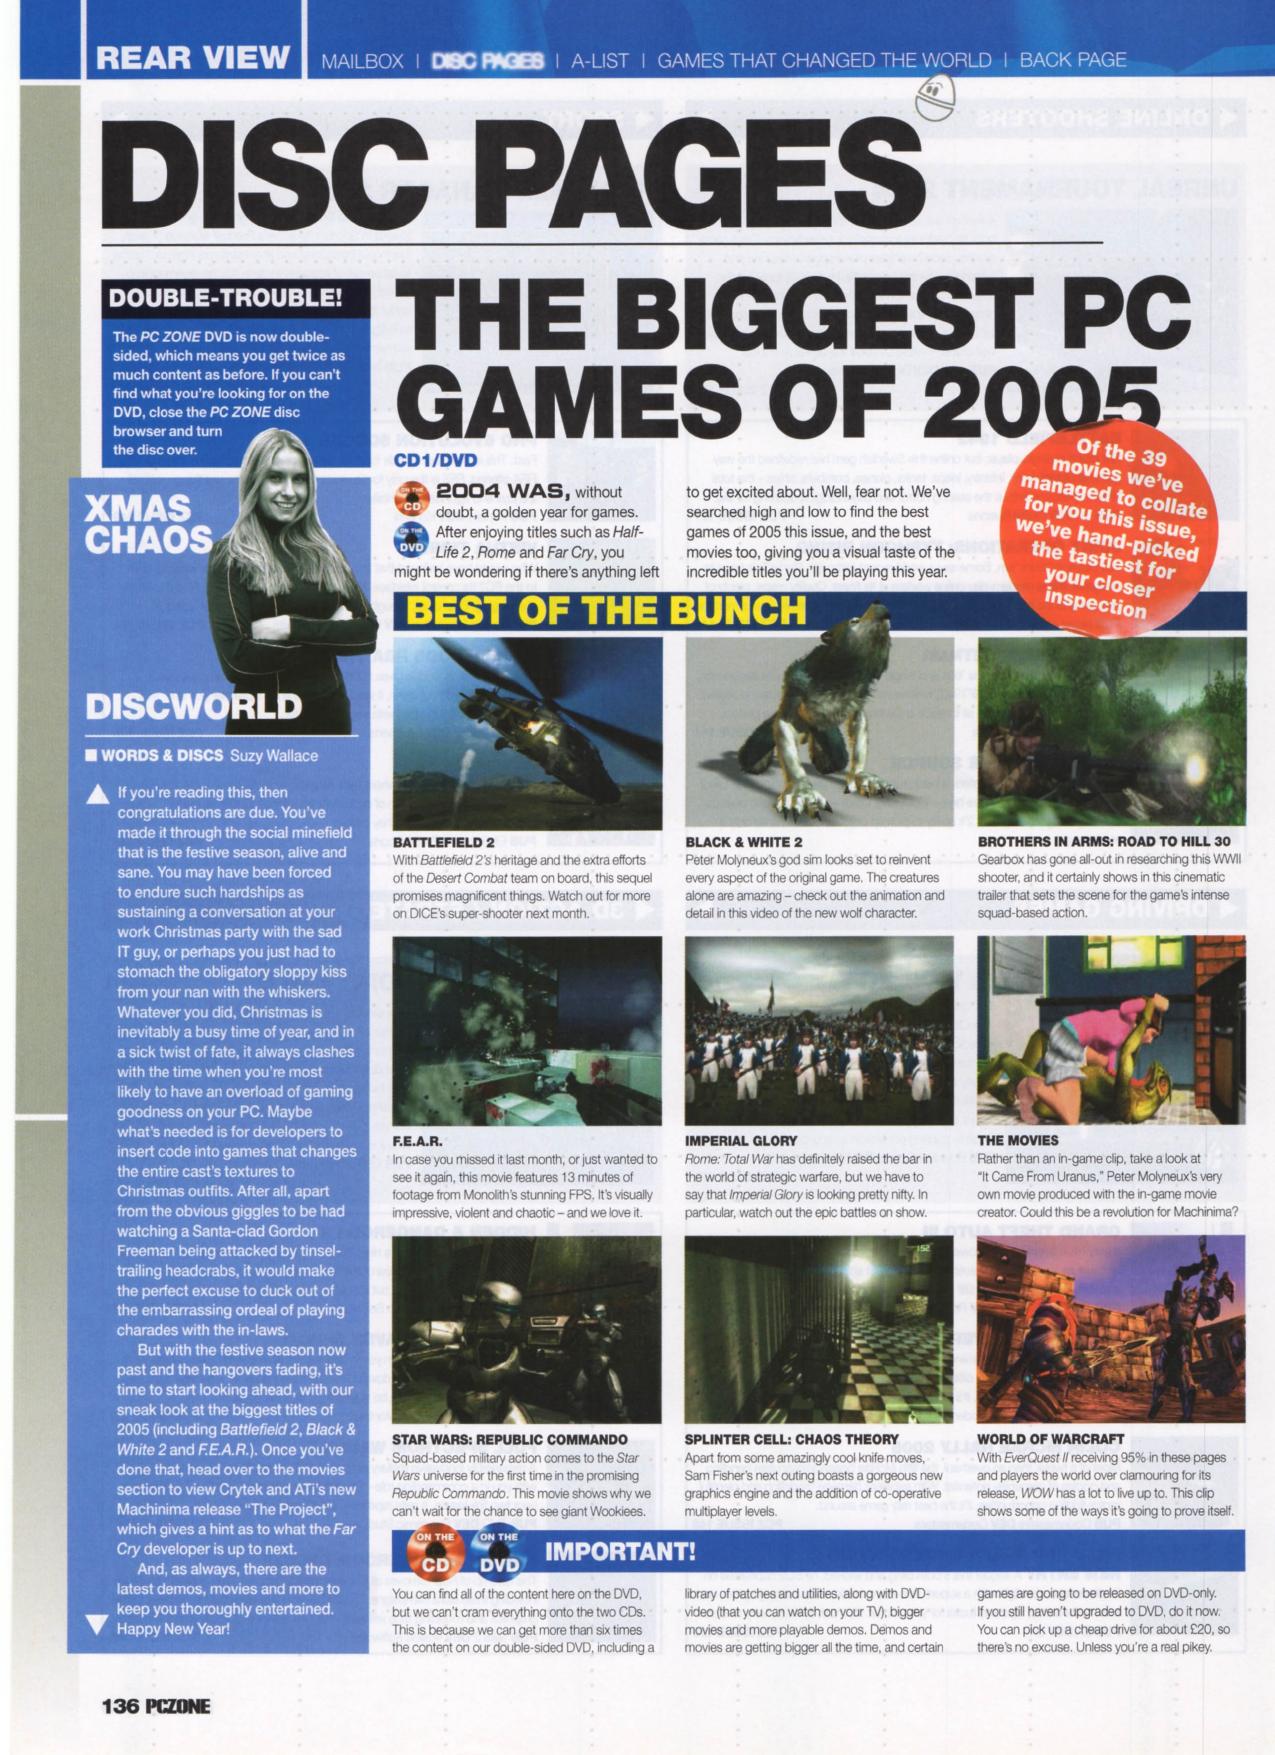 REAR VIEW
MAILBOX | DISC PAGES | A-LIST | GAMES THAT CHANGED THE WORLD | BACK PAGE
DISC PAGES
DOUBLE-TROUBLE!
The PC ZONE DVD is now double-
sided, which means you get twice as
much content as before. If you can't
find what you're looking for on the
DVD, close the PC ZONE disc
browser and turn
the disc over.
XMAS
CHAOS
DISCWORLD
■ WORDS & DISCS Suzy Wallace
If you're reading this, then
congratulations are due. You've
made it through the social minefield
that is the festive season, alive and
sane. You may have been forced
to endure such hardships as
sustaining a conversation at your
work Christmas party with the sad
IT guy, or perhaps you just had to
stomach the obligatory sloppy kiss
from your nan with the whiskers.
Whatever you did, Christmas is
inevitably a busy time of year, and in
a sick twist of fate, it always clashes
with the time when you're most
likely to have an overload of gaming
goodness on your PC. Maybe
what's needed is for developers to
insert code into games that changes
the entire cast's textures to
Christmas outfits. After all, apart
from the obvious giggles to be had
watching a Santa-clad Gordon
Freeman being attacked by tinsel-
trailing headcrabs, it would make
the perfect excuse to duck out of
the embarrassing ordeal of playing
charades with the in-laws.
But with the festive season now
past and the hangovers fading, it's
time to start looking ahead, with our
sneak look at the biggest titles of
2005 (including Battlefield 2, Black &
White 2 and F.E.A.R.). Once you've
done that, head over to the movies
section to view Crytek and ATi's new
Machinima release "The Project",
which gives a hint as to what the Far
Cry developer is up to next.
And, as always, there are the
latest demos, movies and more to
keep you thoroughly entertained.
Happy New Year!
THE BIGGEST PC
GAMES OF 2005
CD1/DVD
ON THE CD
ON THE DVD
2004 WAS, without
doubt, a golden year for games.
After enjoying titles such as Half-
Life 2, Rome and Far Cry, you
might be wondering if there's anything left
to get excited about. Well, fear not. We've
searched high and low to find the best
games of 2005 this issue, and the best
movies too, giving you a visual taste of the
incredible titles you'll be playing this year.
Of the 39
movies we've
managed to collate
for you this issue,
we've hand-picked
the tastiest for
your closer
inspection
BEST OF THE BUNCH
BATTLEFIELD 2
With Battlefield 2's heritage and the extra efforts
of the Desert Combat team on board, this sequel
promises magnificent things. Watch out for more
on DICE's super-shooter next month.
BLACK & WHITE 2
Peter Molyneux's god sim looks set to reinvent
every aspect of the original game. The creatures
alone are amazing – check out the animation and
detail in this video of the new wolf character.
BROTHERS IN ARMS: ROAD TO HILL 30
Gearbox has gone all-out in researching this WWII
shooter, and it certainly shows in this cinematic
trailer that sets the scene for the game's intense
squad-based action.
F.E.A.R.
In case you missed it last month, or just wanted to
see it again, this movie features 13 minutes of
footage from Monolith's stunning FPS. It's visually
impressive, violent and chaotic – and we love it.
IMPERIAL GLORY
Rome: Total War has definitely raised the bar in
the world of strategic warfare, but we have to
say that Imperial Glory is looking pretty nifty. In
particular, watch out the epic battles on show.
THE MOVIES
Rather than an in-game clip, take a look at
"It Came From Uranus," Peter Molyneux's very
own movie produced with the in-game movie
creator. Could this be a revolution for Machinima?
152
STAR WARS: REPUBLIC COMMANDO
Squad-based military action comes to the Star
Wars universe for the first time in the promising
Republic Commando. This movie shows why we
can't wait for the chance to see giant Wookiees.
SPLINTER CELL: CHAOS THEORY
Apart from some amazingly cool knife moves,
Sam Fisher's next outing boasts a gorgeous new
graphics engine and the addition of co-operative
multiplayer levels.
WORLD OF WARCRAFT
With EverQuest II receiving 95% in these pages
and players the world over clamouring for its
release, WOW has a lot to live up to. This clip
shows some of the ways it's going to prove itself.
ON THE CD
ON THE DVD
IMPORTANT!
You can find all of the content here on the DVD,
but we can't cram everything onto the two CDs.
This is because we can get more than six times
the content on our double-sided DVD, including a
library of patches and utilities, along with DVD-
video (that you can watch on your TV), bigger
movies and more playable demos. Demos and
movies are getting bigger all the time, and certain
games are going to be released on DVD-only.
If you still haven't upgraded to DVD, do it now.
You can pick up a cheap drive for about £20, so
there's no excuse. Unless you're a real pikey.
136 PCZONE